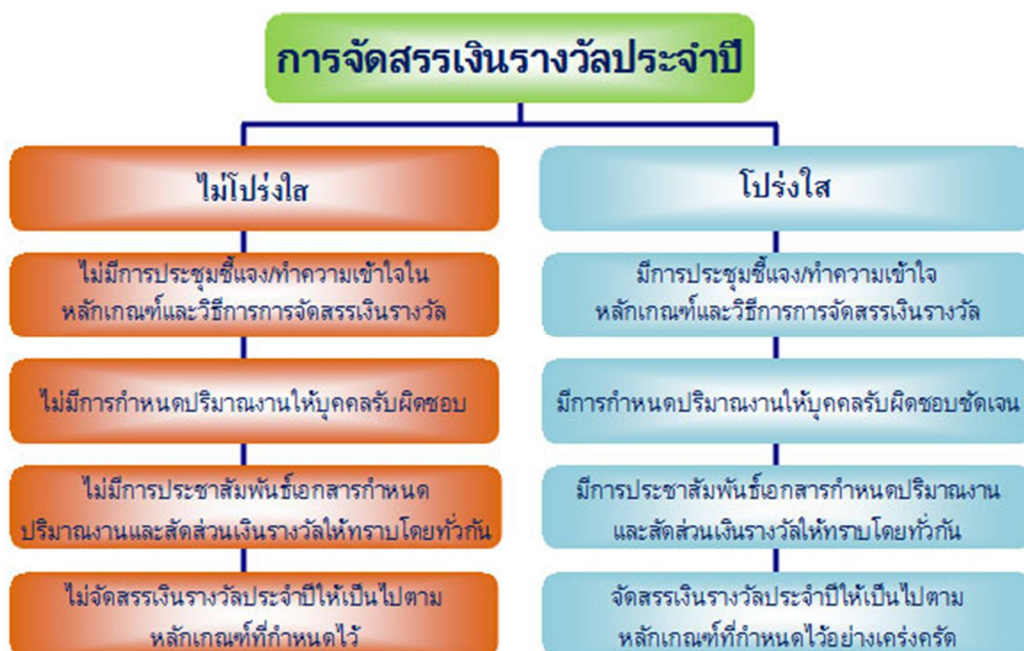 การจัดสรรเงินรางวัลประจำปี
ไม่โปร่งใส
ไม่มีการประชุมชี้แจง/ทำความเข้าใจใน
หลักเกณฑ์และวิธีการการจัดสรรเงินรางวัล
ไม่มีการกำหนดปริมาณงานให้บุคคลรับผิดชอบ
ไม่มีการประชาสัมพันธ์เอกสารกำหนด
ปริมาณงานและสัดส่วนเงินรางวัลให้ทราบโดยทั่วกัน
ไม่จัดสรรเงินรางวัลประจำปีให้เป็นไปตาม
หลักเกณฑ์ที่กำหนดไว้
โปร่งใส
มีการประชุมชี้แจง/ทำความเข้าใจ
หลักเกณฑ์และวิธีการการจัดสรรเงินรางวัล
มีการกำหนดปริมาณงานให้บุคคลรับผิดชอบชัดเจน
มีการประชาสัมพันธ์เอกสารกำหนดปริมาณงาน
และสัดส่วนเงินรางวัลให้ทราบโดยทั่วกัน
จัดสรรเงินรางวัลประจำปีให้เป็นไปตาม
หลักเกณฑ์ที่กำหนดไว้อย่างเคร่งครัด